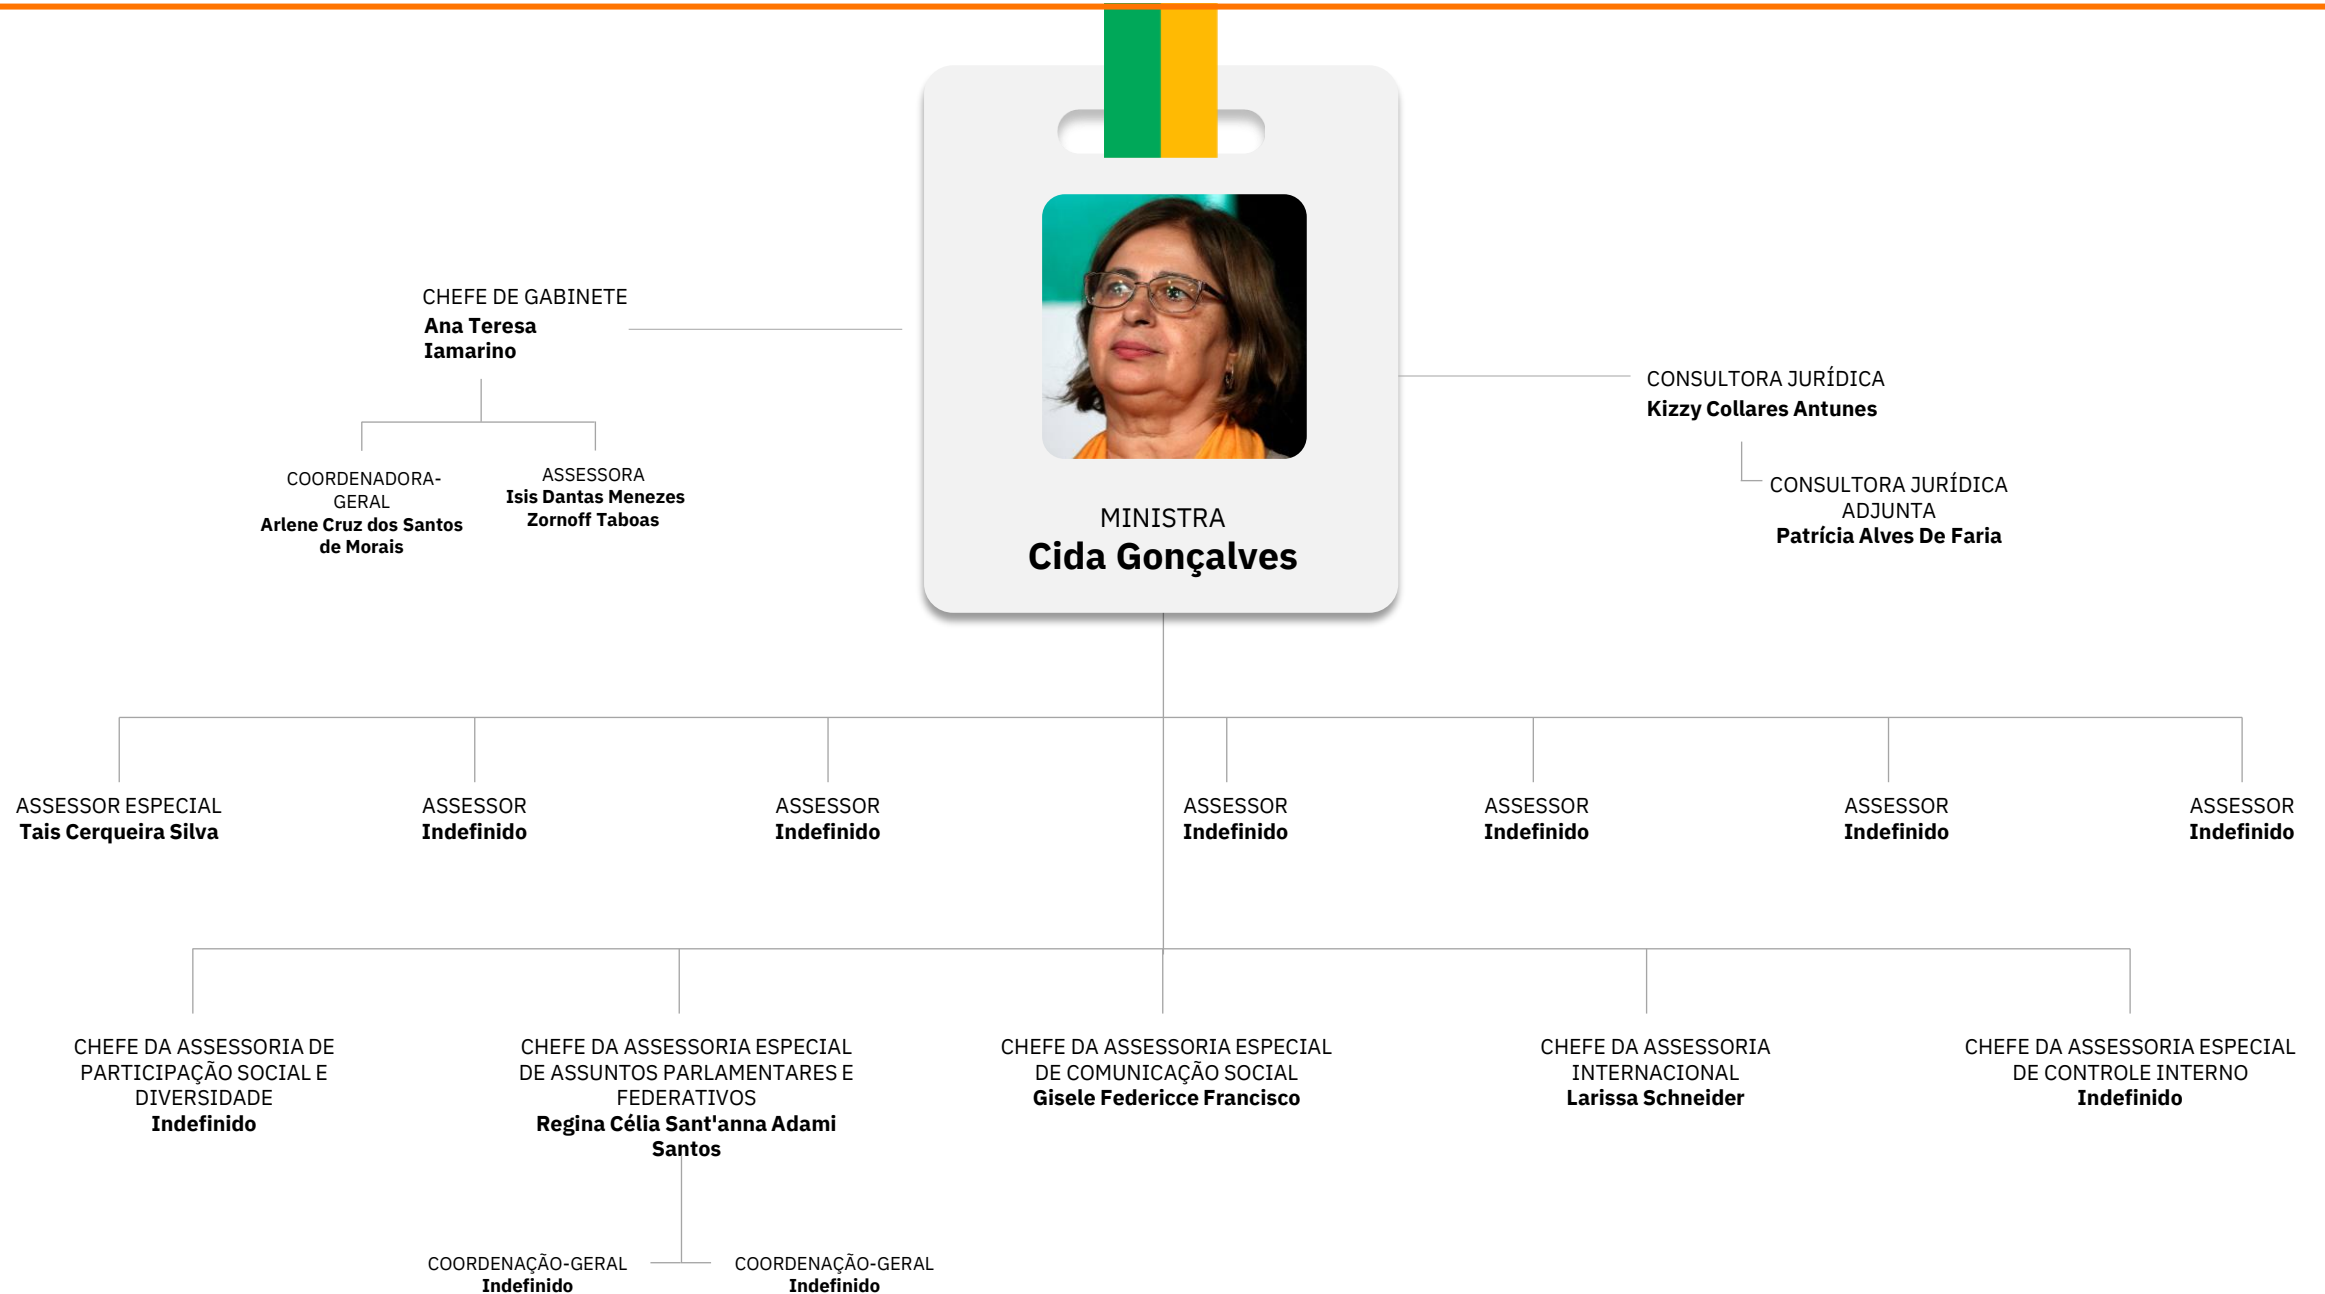 CHEFE DE GABINETE
Ana Teresa
Iamarino
COORDENADORA-
GERAL
Arlene Cruz dos Santos
de Morais
ASSESSORA
Isis Dantas Menezes
Zornoff Taboas
MINISTRA
Cida Gonçalves
CONSULTORA JURÍDICA
Kizzy Collares Antunes
CONSULTORA JURÍDICA
ADJUNTA
Patrícia Alves De Faria
ASSESSOR ESPECIAL
Tais Cerqueira Silva
ASSESSOR
Indefinido
ASSESSOR
Indefinido
ASSESSOR
Indefinido
ASSESSOR
Indefinido
ASSESSOR
Indefinido
ASSESSOR
Indefinido
CHEFE DA ASSESSORIA DE
PARTICIPAÇÃO SOCIAL E
DIVERSIDADE
Indefinido
CHEFE DA ASSESSORIA ESPECIAL
DE ASSUNTOS PARLAMENTARES E
FEDERATIVOS
Regina Célia Sant'anna Adami
Santos
COORDENAÇÃO-GERAL
Indefinido
COORDENAÇÃO-GERAL
Indefinido
CHEFE DA ASSESSORIA ESPECIAL
DE COMUNICAÇÃO SOCIAL
Gisele Federicce Francisco
CHEFE DA ASSESSORIA
INTERNACIONAL
Larissa Schneider
CHEFE DA ASSESSORIA ESPECIAL
DE CONTROLE INTERNO
Indefinido